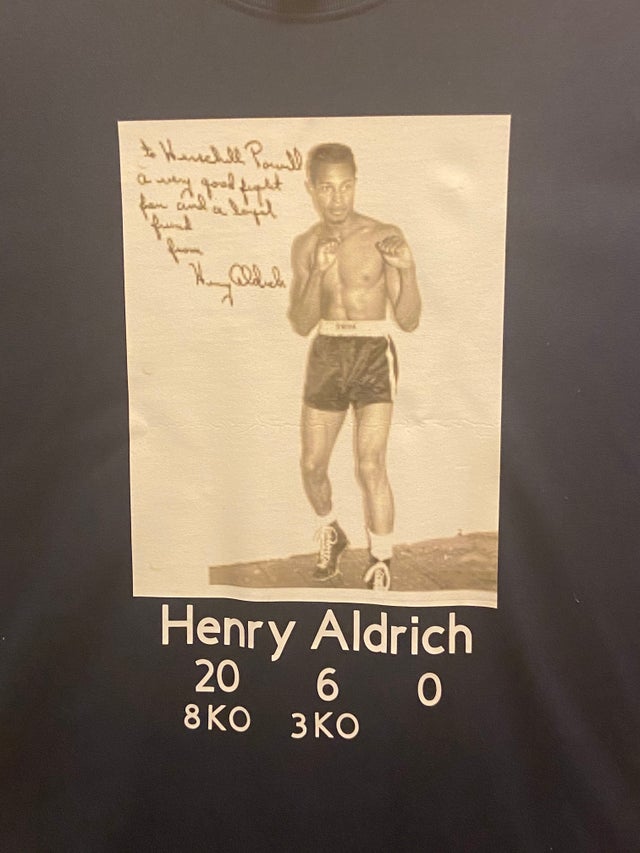 to Herschell Powell
a very good fight
fan and a loyal
friend
from
Henry Aldrich
Henry Aldrich
20 6 0
8KO 3KO